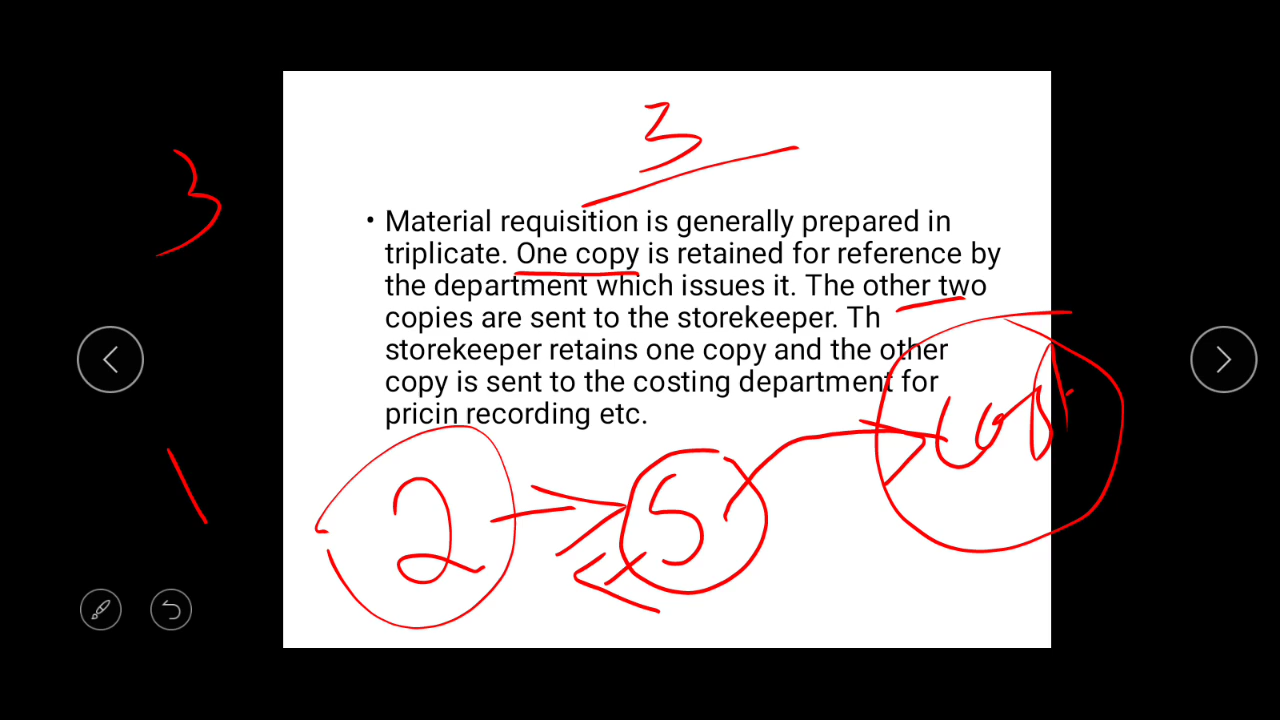 3
3
• Material requisition is generally prepared in
triplicate. One copy is retained for reference by
the department which issues it. The other two
copies are sent to the storekeeper. Th
storekeeper retains one copy and the other
copy is sent to the costing department for
pricin recording etc.
2 S Cost